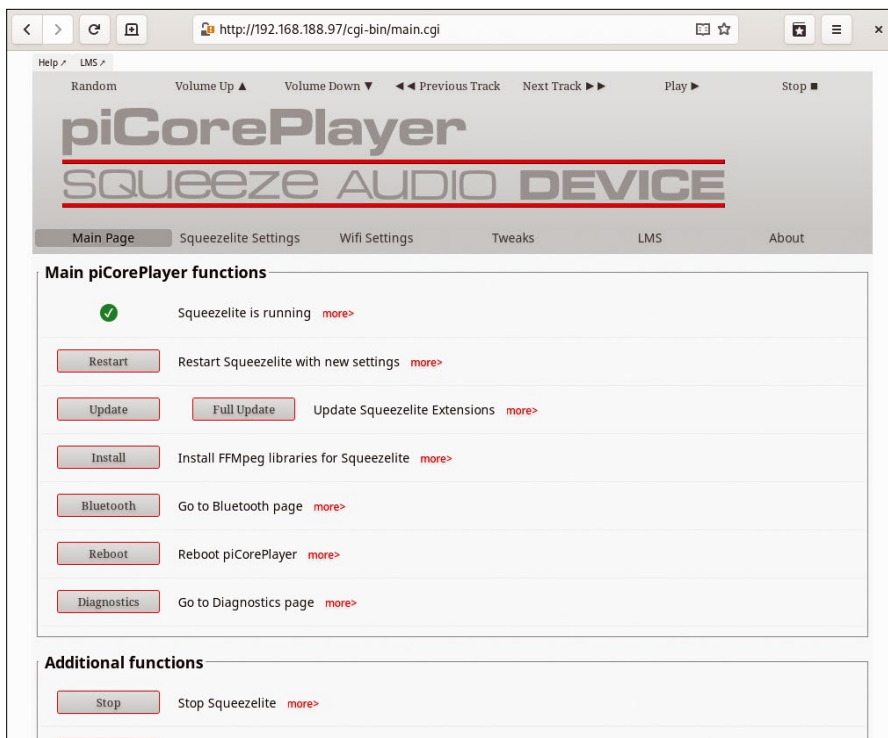 http://192.168.188.97/cgi-bin/main.cgi
Help ↗ LMS ↗
Random Volume Up ▲ Volume Down ▼ ◄◄ Previous Track Next Track ►► Play ► Stop ■
piCorePlayer
SQUEEZE AUDIO DEVICE
Main Page Squeezelite Settings Wifi Settings Tweaks LMS About
Main piCorePlayer functions
Squeezelite is running more>
Restart Restart Squeezelite with new settings more>
Update Full Update Update Squeezelite Extensions more>
Install Install FFMpeg libraries for Squeezelite more>
Bluetooth Go to Bluetooth page more>
Reboot Reboot piCorePlayer more>
Diagnostics Go to Diagnostics page more>
Additional functions
Stop Stop Squeezelite more>